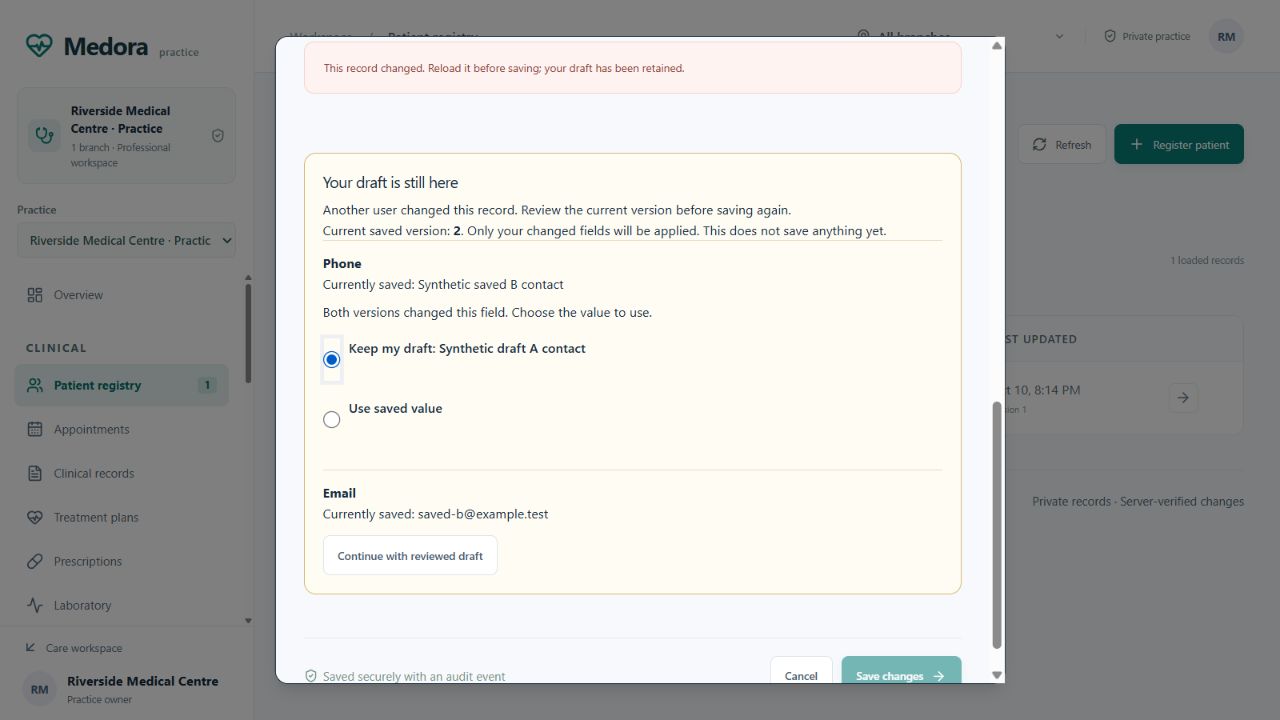 Medora practice
Riverside Medical
Centre · Practice
1 branch · Professional
workspace
Practice
Riverside Medical Centre · Practic
Overview
CLINICAL
Patient registry 1
Appointments
Clinical records
Treatment plans
Prescriptions
Laboratory
Care workspace
RM
Riverside Medical Centre
Practice owner
Private practice
RM
Refresh
Register patient
1 loaded records
ST UPDATED
t 10, 8:14 PM
sion 1
Private records · Server-verified changes
This record changed. Reload it before saving; your draft has been retained.
Your draft is still here
Another user changed this record. Review the current version before saving again.
Current saved version: 2. Only your changed fields will be applied. This does not save anything yet.
Phone
Currently saved: Synthetic saved B contact
Both versions changed this field. Choose the value to use.
Keep my draft: Synthetic draft A contact
Use saved value
Email
Currently saved: saved-b@example.test
Continue with reviewed draft
Saved securely with an audit event
Cancel
Save changes